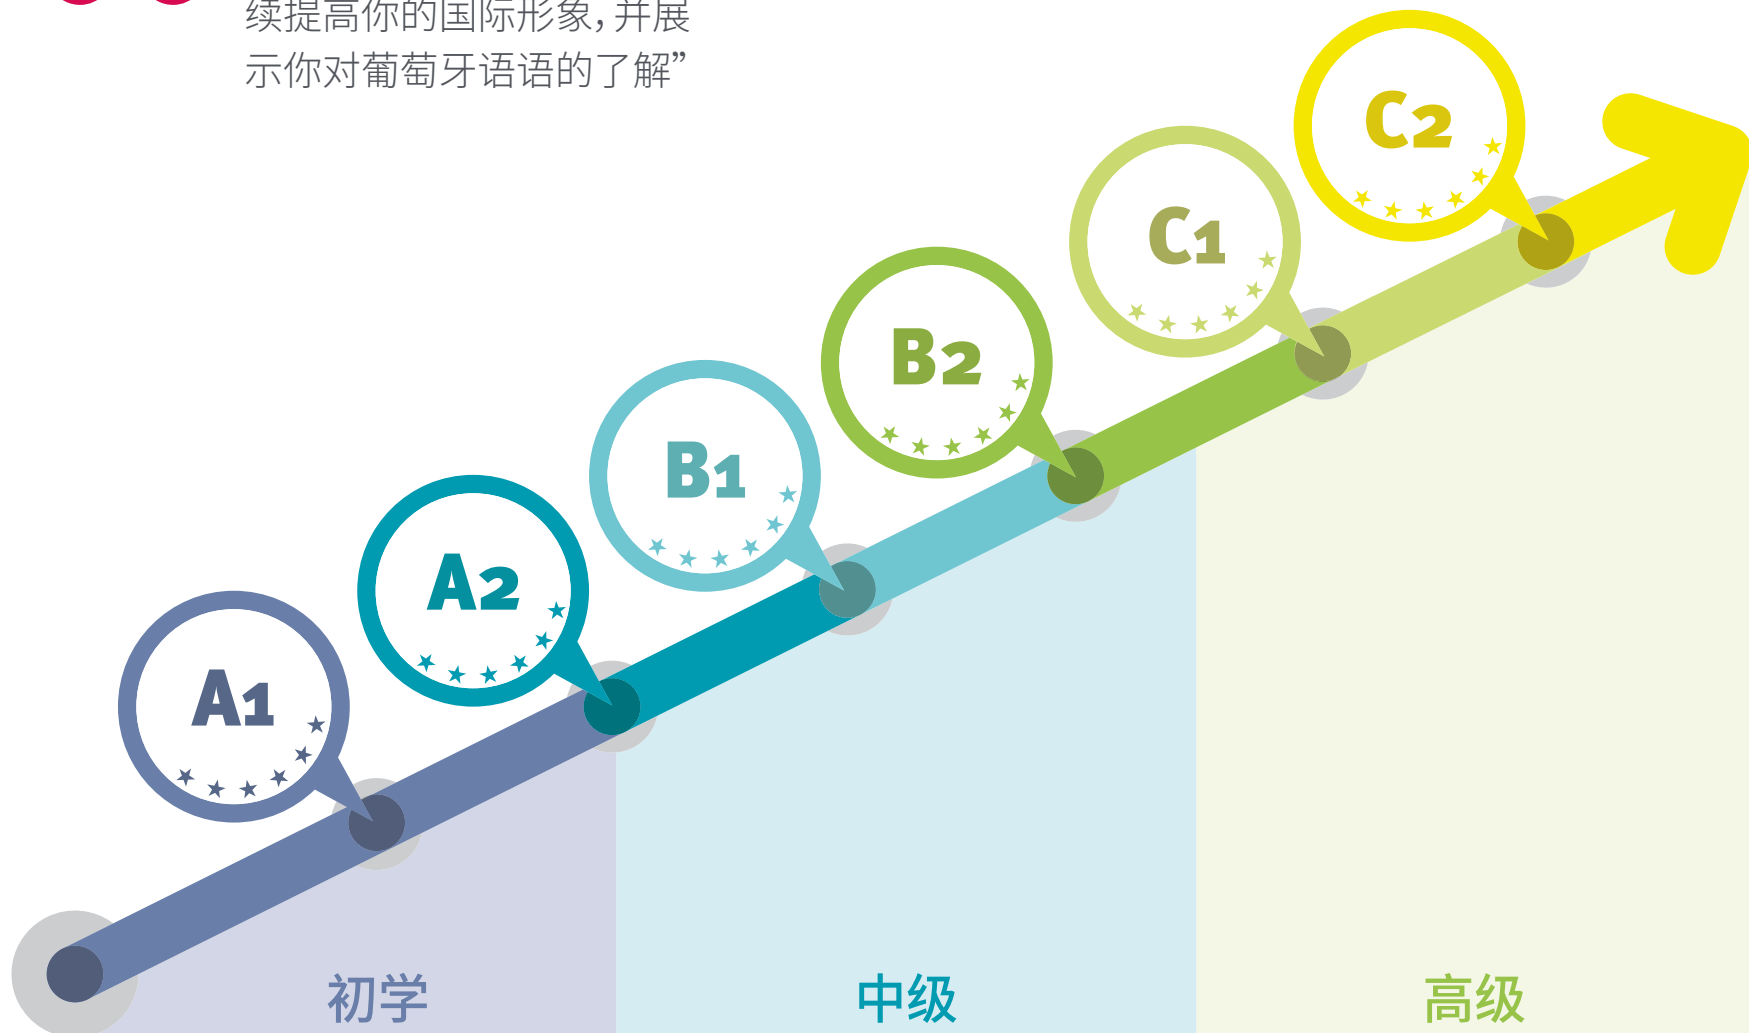 续提高你的国际形象，并展
示你对葡萄牙语语的了解”
C2
C1
B2
B1
A2
A1
初学
中级
高级